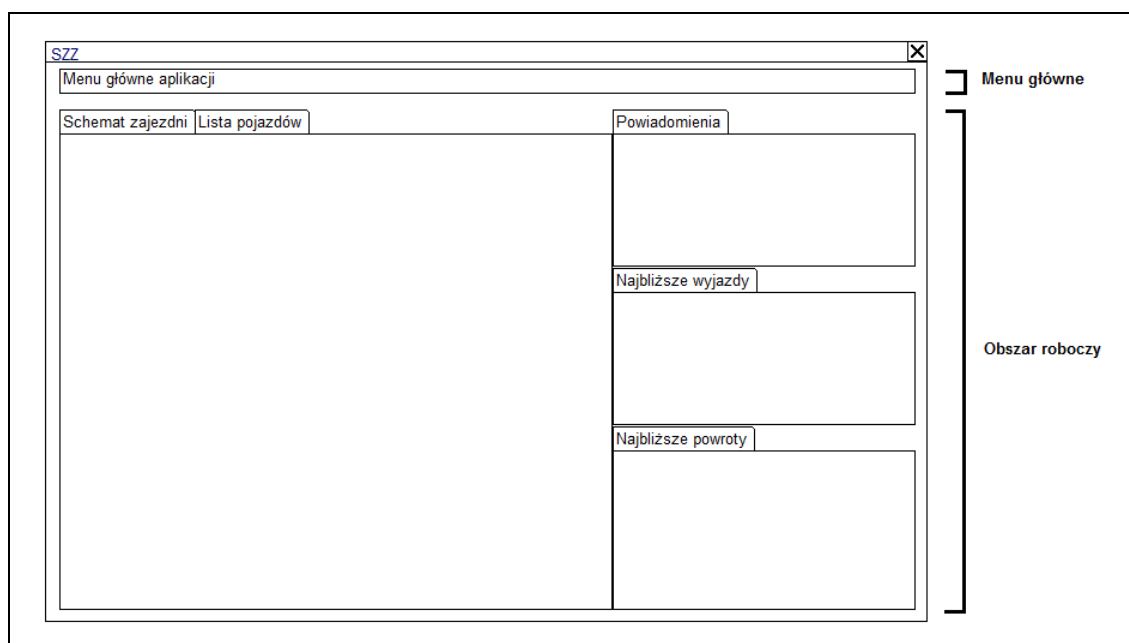 SZZ
Menu główne aplikacji
Menu główne
Schemat zajezdni
Lista pojazdów
Powiadomienia
Najbliższe wyjazdy
Obszar roboczy
Najbliższe powroty